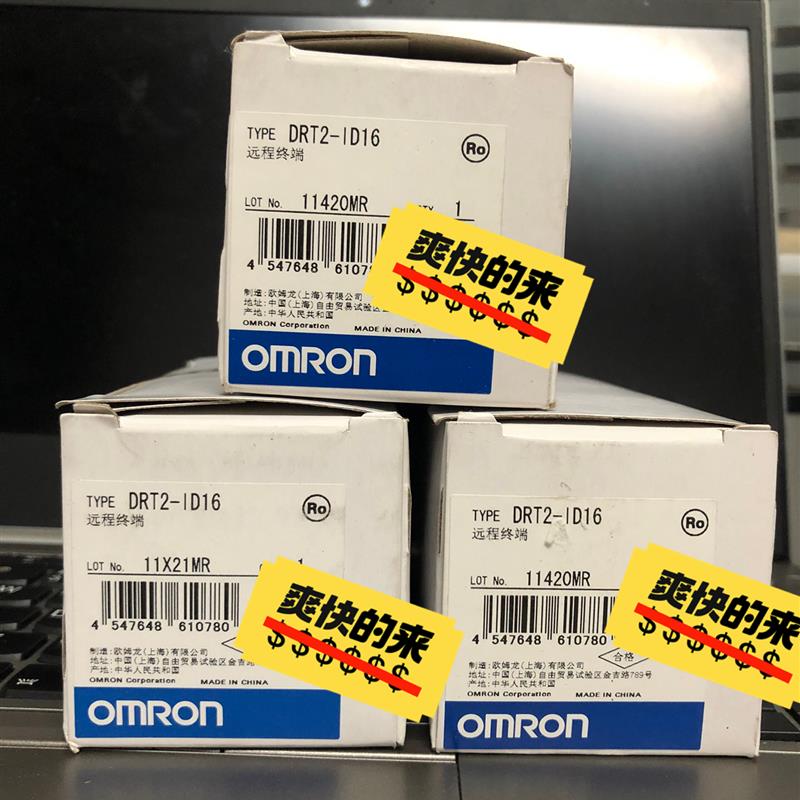 TYPE DRT2-ID16
远程终端
Ro
LOT No. 11420MR QTY 1
4 547648 6107
制造:欧姆龙(上海)有限公司
地址:中国(上海)自由贸易试验区金
产地:中华人民共和国
OMRON Corporation MADE IN CHINA
OMRON
爽快的来
$$$$$$
TYPE DRT2-ID16
远程终端
Ro
LOT No. 11X21MR 1
4 547648 610780
制造:欧姆龙(上海)有限公司
地址:中国(上海)自由贸易试验区金吉路
产地:中华人民共和国
OMRON Corporation MADE IN CHINA
OMRON
爽快的来
$$$$$$
TYPE DRT2-ID16
远程终端
Ro
LOT No. 11420MR
4 547648 610780
合格
制造:欧姆龙(上海)有限公司
地址:中国(上海)自由贸易试验区金吉路789号
产地:中华人民共和国
OMRON Corporation MADE IN CHINA
OMRON
爽快的来
$$$$$$